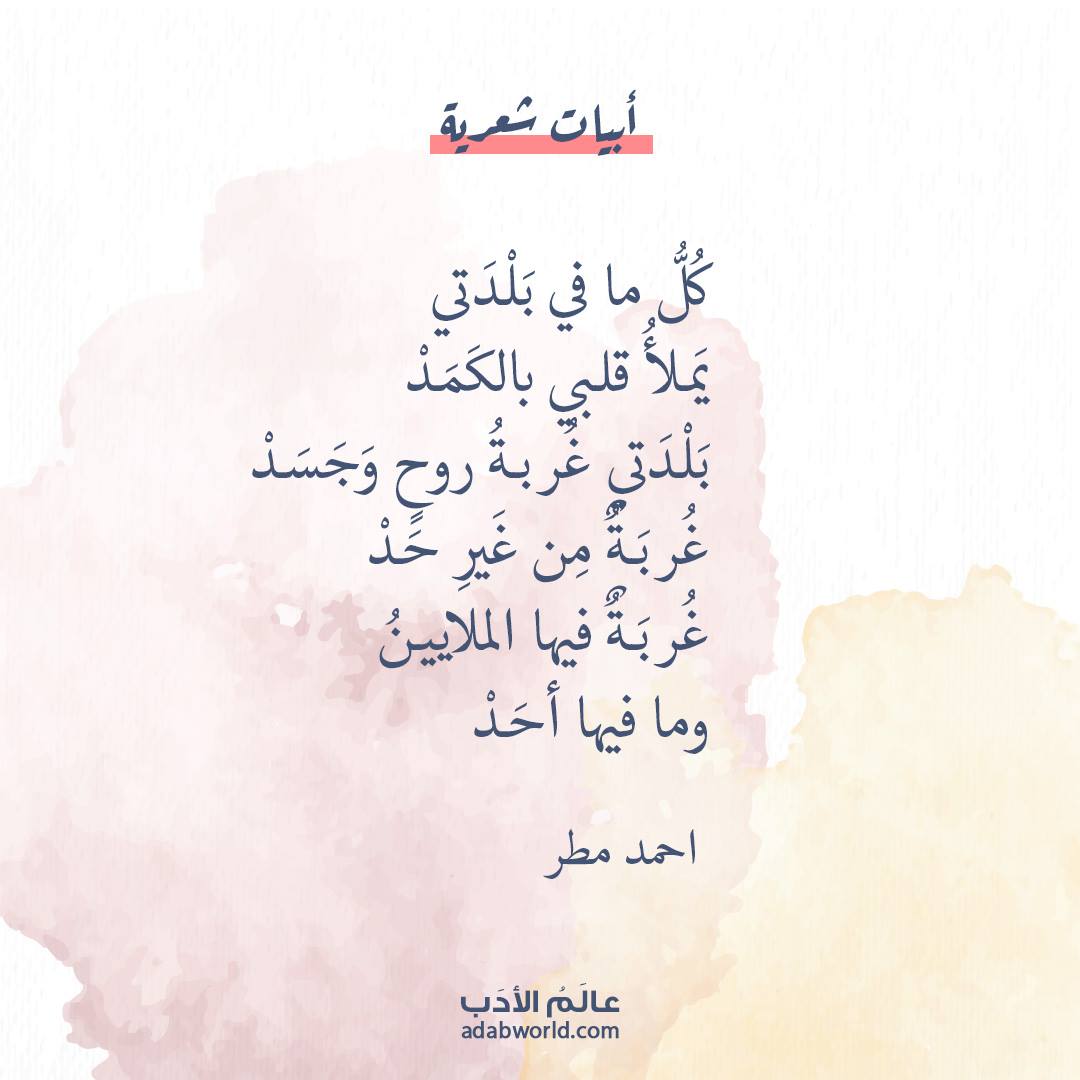 أبيات شعرية
كُلُّ ما في بَلْدَتي
يَملأُ قلبي بالكَمَدْ
بَلْدَتي غُربةُ روحٍ وَجَسَدْ
غُربَةٌ مِن غَيرِ حَدْ
غُربَةٌ فيها الملايينُ
وما فيها أحَدْ
احمد مطر
عالَمُ الأدَب
adabworld.com